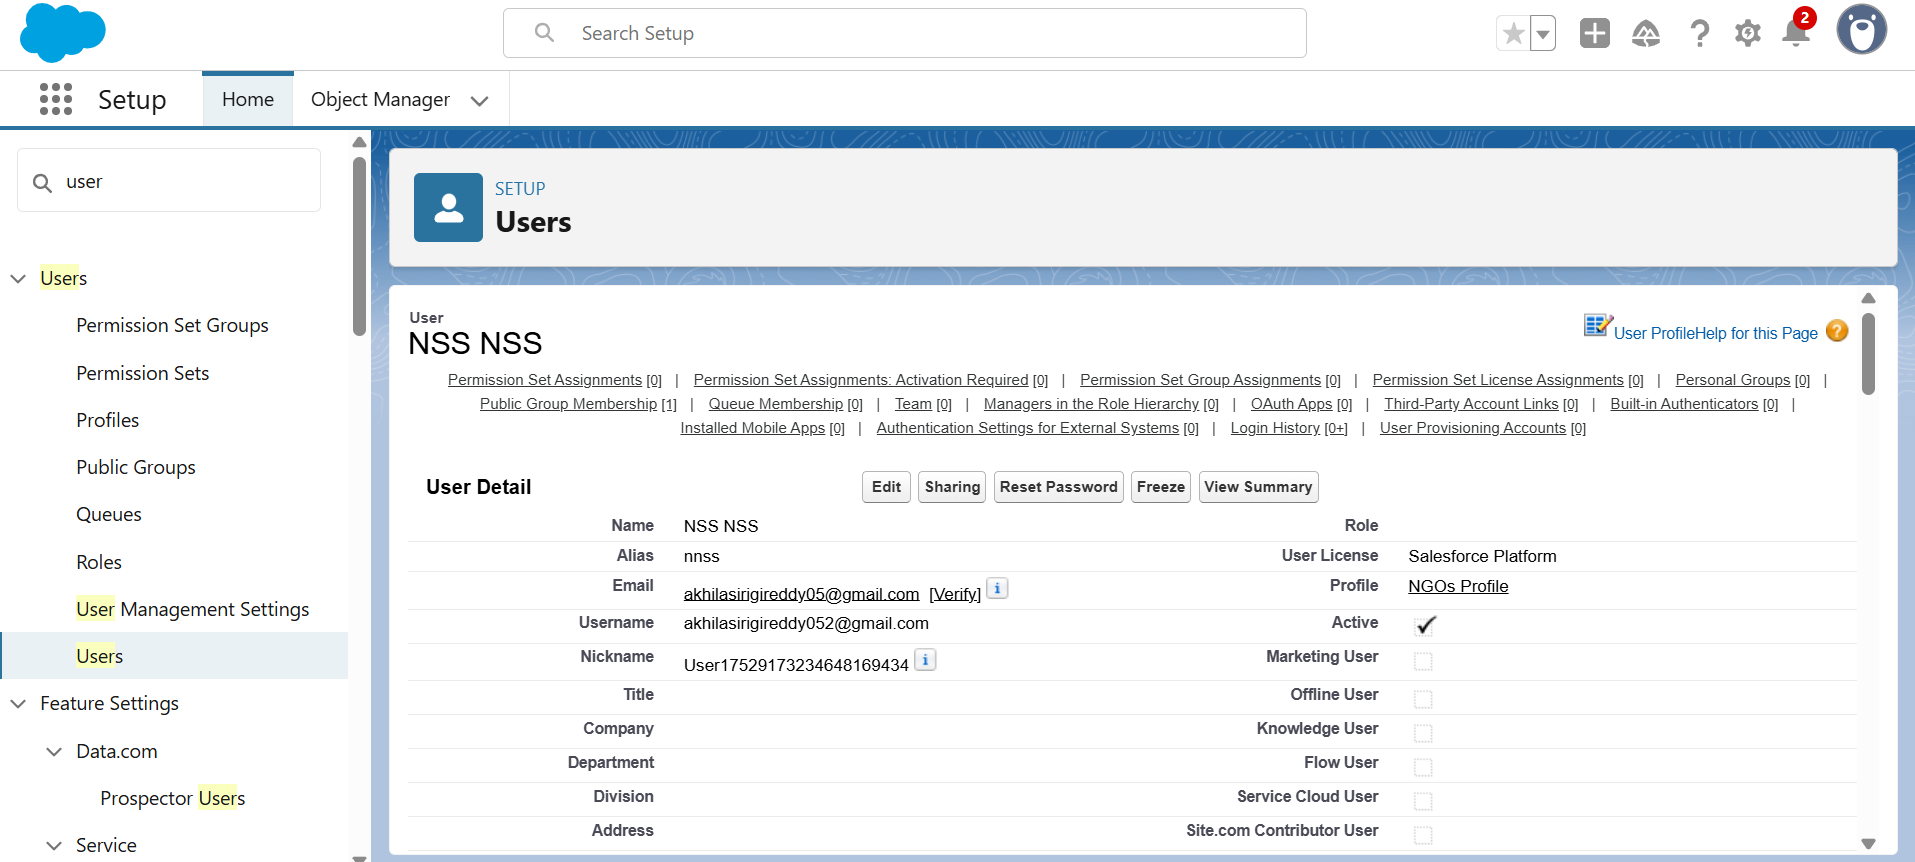 Search Setup
2
Setup
Home
Object Manager
user
Users
Permission Set Groups
Permission Sets
Profiles
Public Groups
Queues
Roles
User Management Settings
Users
Feature Settings
Data.com
Prospector Users
Service
SETUP
Users
User
NSS NSS
User Profile Help for this Page ?
Permission Set Assignments [0] | Permission Set Assignments: Activation Required [0] | Permission Set Group Assignments [0] | Permission Set License Assignments [0] | Personal Groups [0] |
Public Group Membership [1] | Queue Membership [0] | Team [0] | Managers in the Role Hierarchy [0] | OAuth Apps [0] | Third-Party Account Links [0] | Built-in Authenticators [0] |
Installed Mobile Apps [0] | Authentication Settings for External Systems [0] | Login History [0+] | User Provisioning Accounts [0]
User Detail Edit Sharing Reset Password Freeze View Summary
Name NSS NSS Role
Alias nnss User License Salesforce Platform
Email akhilasirigireddy05@gmail.com [Verify] i Profile NGOs Profile
Username akhilasirigireddy052@gmail.com Active
Nickname User17529173234648169434 i Marketing User
Title Offline User
Company Knowledge User
Department Flow User
Division Service Cloud User
Address Site.com Contributor User